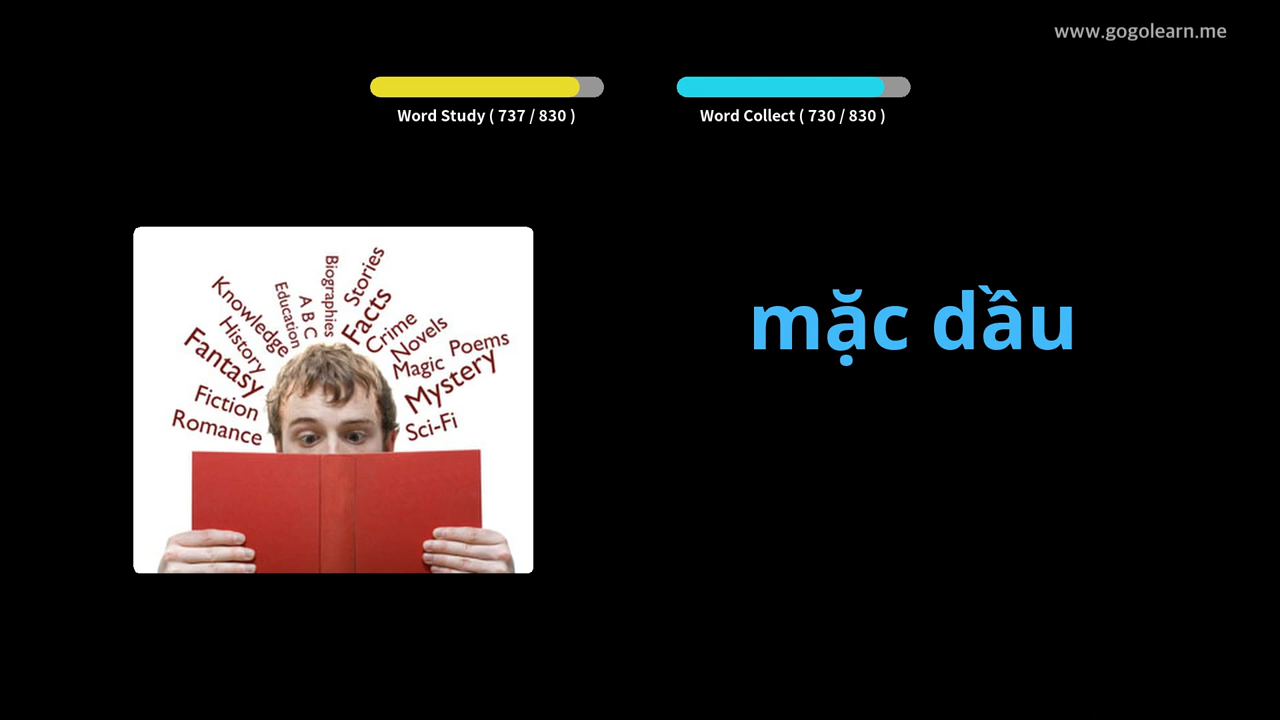 www.gogolearn.me
Word Study ( 737 / 830 )
Word Collect ( 730 / 830 )
mặc dầu
Biographies
Stories
Education
A B C
Facts
Knowledge
Crime
History
Novels
Poems
Fantasy
Magic
Mystery
Fiction
Romance
Sci-Fi